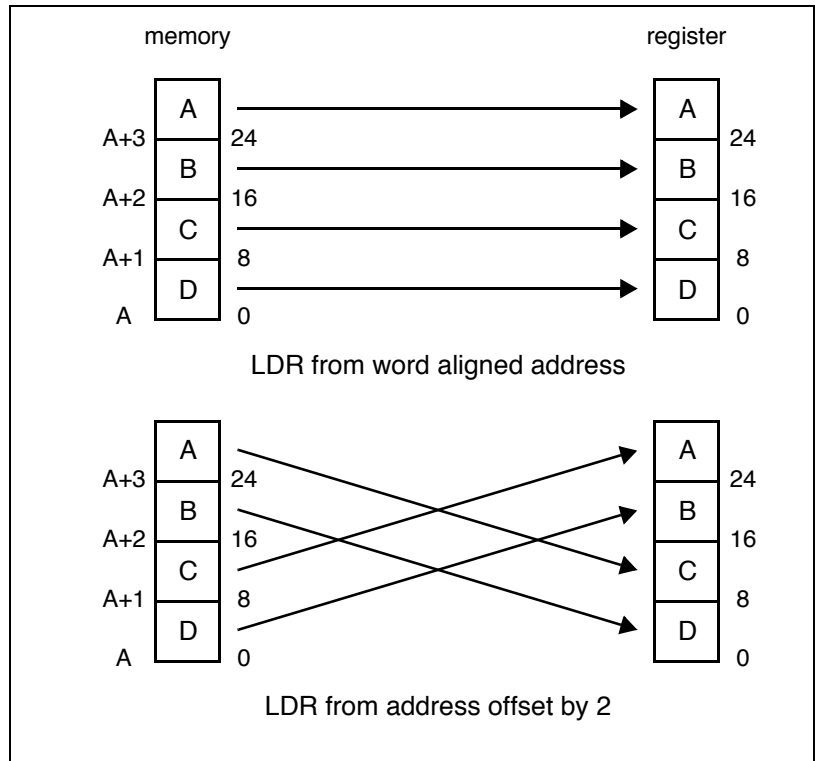 memory register
A A
A+3 24 24
B B
A+2 16 16
C C
A+1 8 8
D D
A 0 0
LDR from word aligned address
A A
A+3 24 24
B B
A+2 16 16
C C
A+1 8 8
D D
A 0 0
LDR from address offset by 2